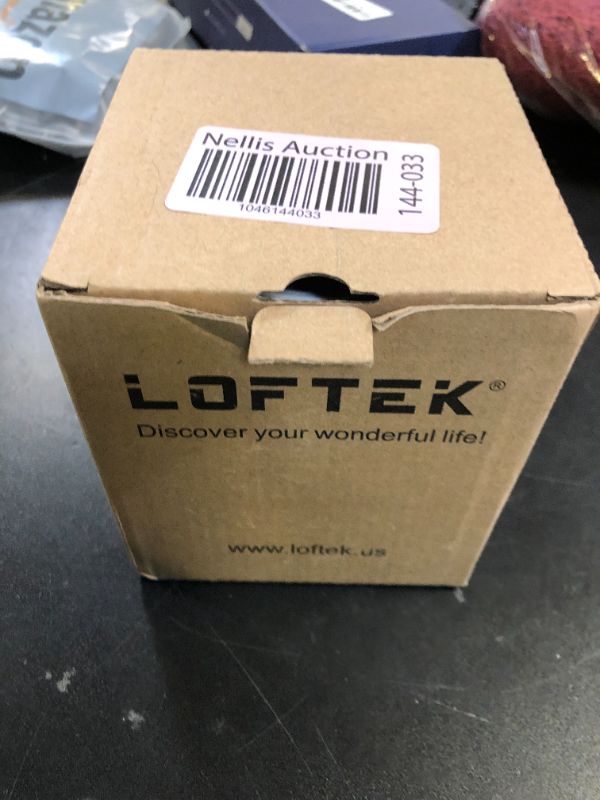 Nellis Auction
1046144033
144-033
LOFTEK®
Discover your wonderful life!
www.loftek.us